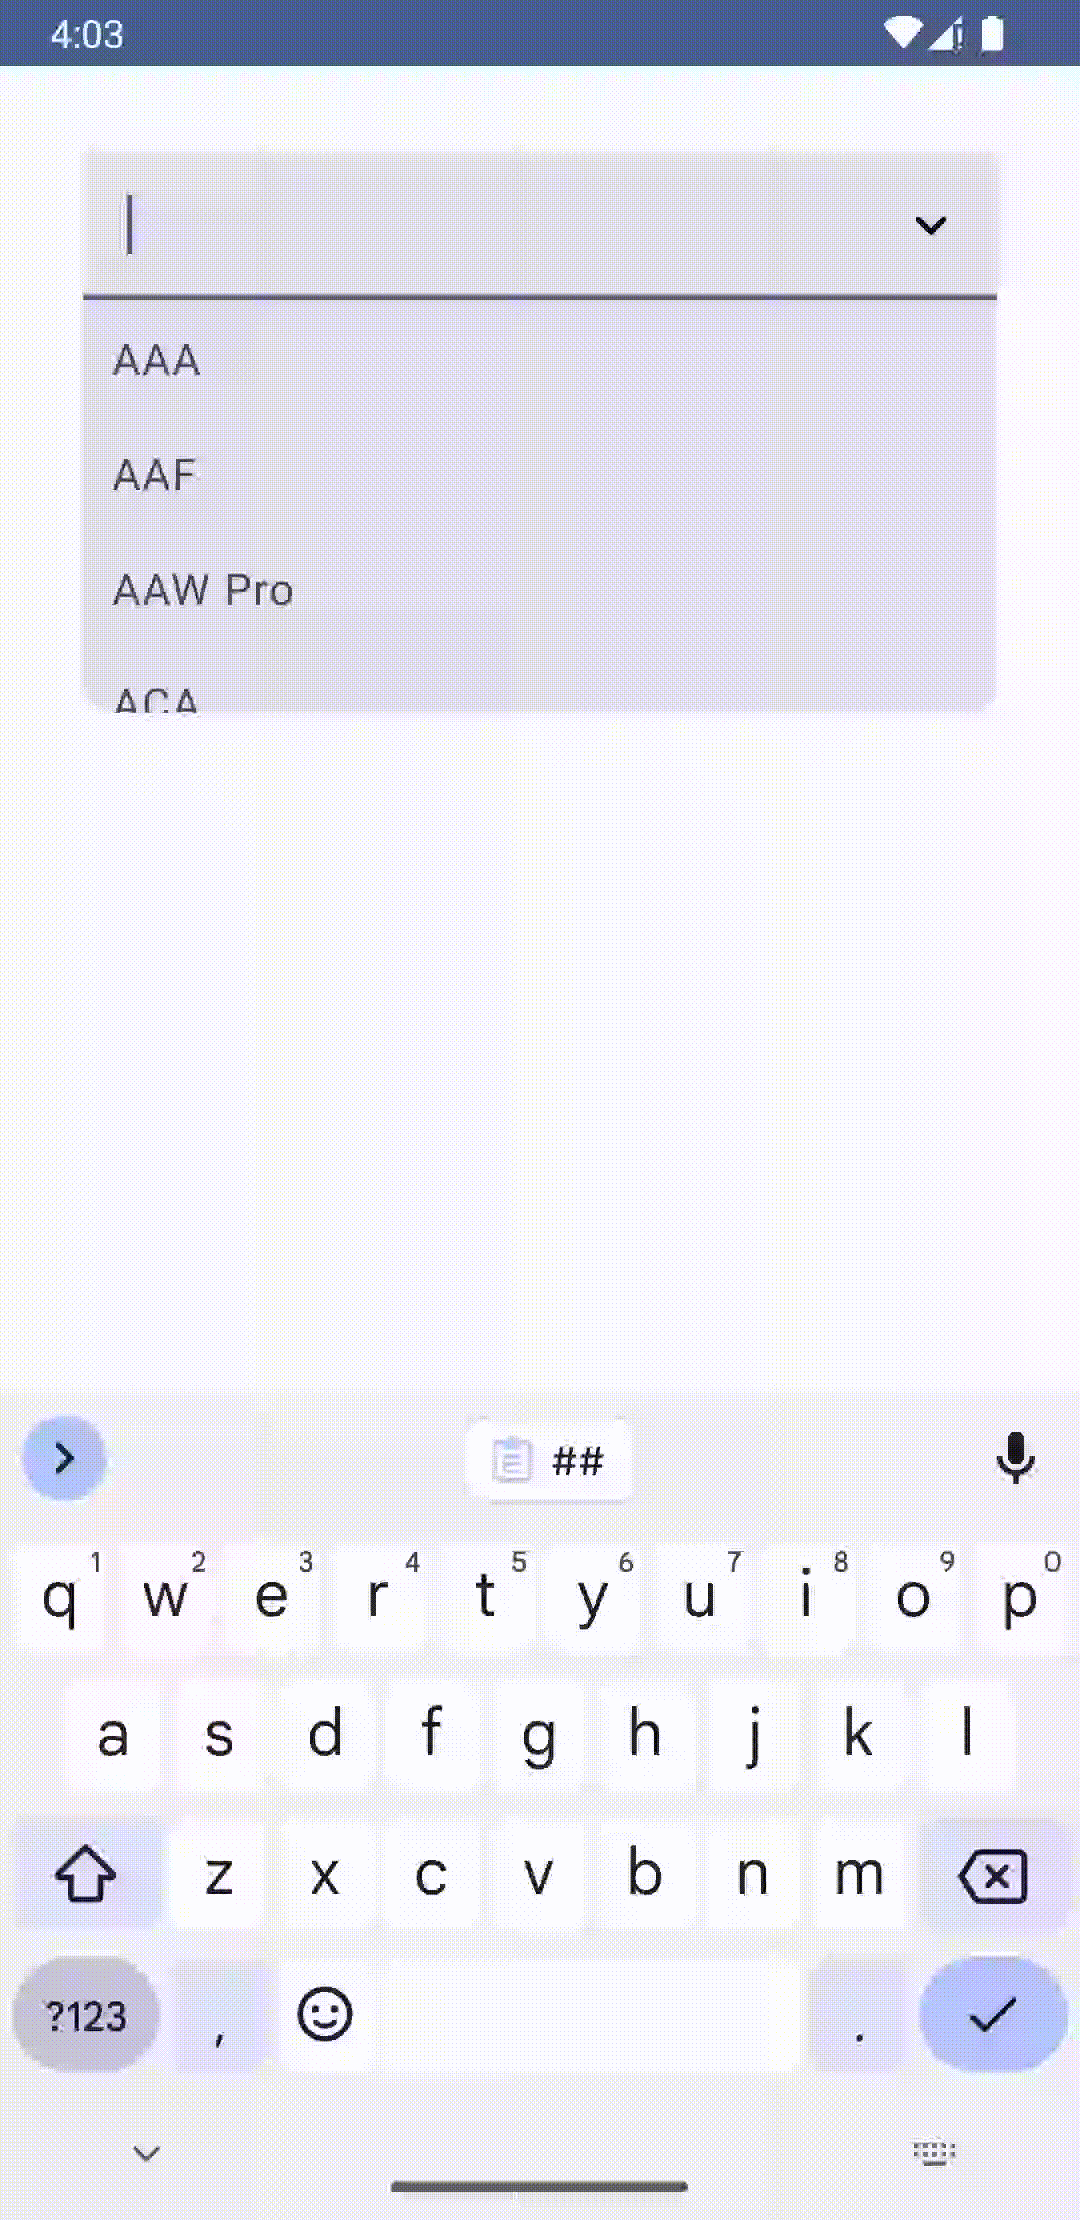 4:03
AAA
AAF
AAW Pro
ACA
##
1 2 3 4 5 6 7 8 9 0
q w e r t y u i o p
a s d f g h j k l
z x c v b n m
?123 , .